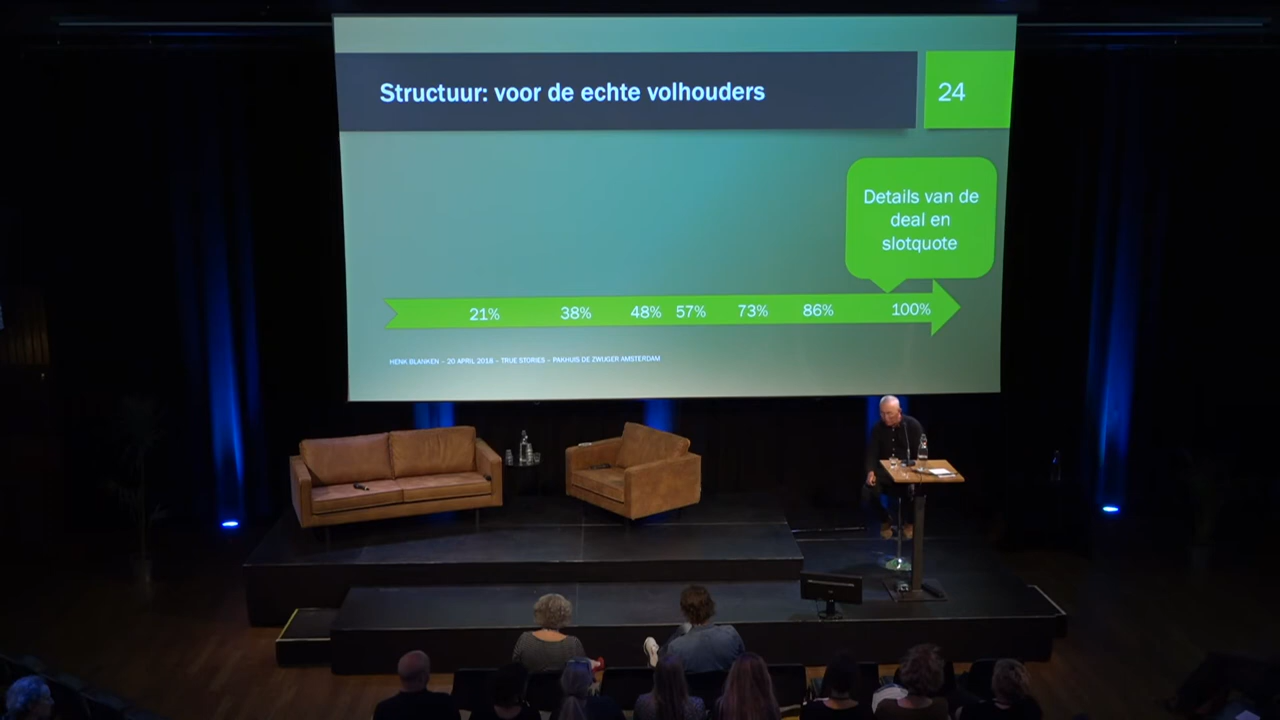 Structuur: voor de echte volhouders
24
Details van de
deal en
slotquote
21% 38% 48% 57% 73% 86% 100%
HENK BLANKEN - 20 APRIL 2018 - TRUE STORIES - PAKHUIS DE ZWIJGER AMSTERDAM